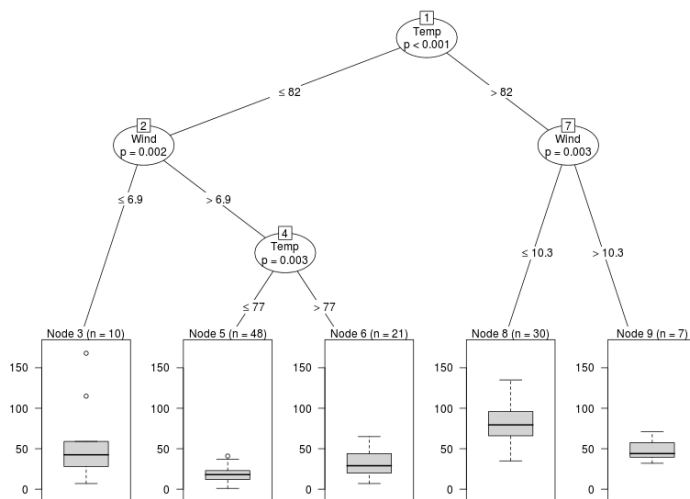 1
Temp
p < 0.001
≤ 82
> 82
2
Wind
p = 0.002
7
Wind
p = 0.003
≤ 6.9
> 6.9
4
Temp
p = 0.003
≤ 10.3
> 10.3
≤ 77
> 77
Node 3 (n = 10)
Node 5 (n = 48)
Node 6 (n = 21)
Node 8 (n = 30)
Node 9 (n = 7)
150
100
50
0
150
100
50
0
150
100
50
0
150
100
50
0
150
100
50
0